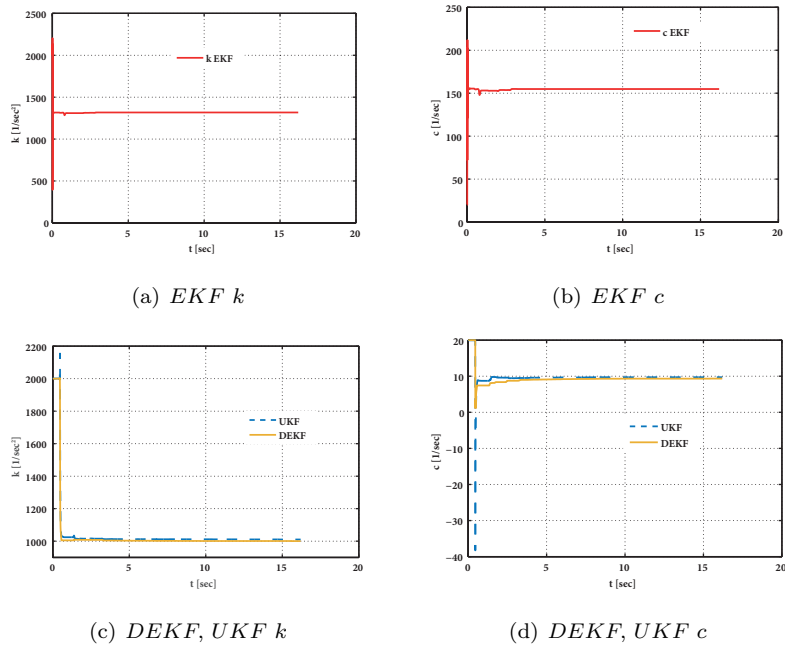 2500
2000
1500
1000
500
0
0
5
10
15
20
k [1/sec²]
t [sec]
k EKF
(a) EKF k
250
200
150
100
50
0
0
5
10
15
20
c [1/sec]
t [sec]
c EKF
(b) EKF c
2200
2000
1800
1600
1400
1200
1000
0
5
10
15
20
k [1/sec²]
t [sec]
UKF
DEKF
(c) DEKF, UKF k
20
10
0
−10
−20
−30
−40
0
5
10
15
20
c [1/sec]
t [sec]
UKF
DEKF
(d) DEKF, UKF c